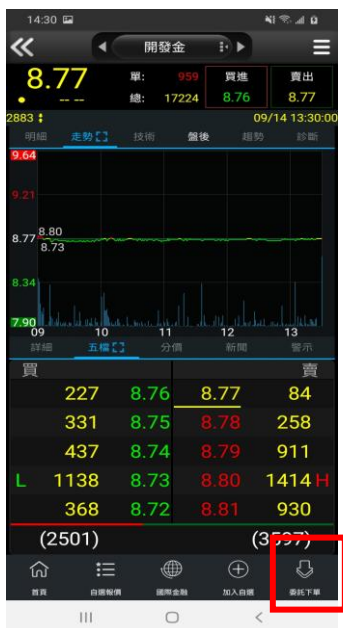 14:30
開發金
8.77
-- --
單: 959
總: 17224
買進
8.76
賣出
8.77
2883
09/14 13:30:00
明細 走勢 技術 盤後 趨勢 診斷
9.64
9.21
8.80
8.77
8.73
8.34
7.90
09 10 11 12 13
詳細 五檔 分價 新聞 警示
買 賣
227 8.76 8.77 84
331 8.75 8.78 258
437 8.74 8.79 911
L 1138 8.73 8.80 1414 H
368 8.72 8.81 930
(2501) (3597)
首頁 自選報價 國際金融 加入自選 委託下單